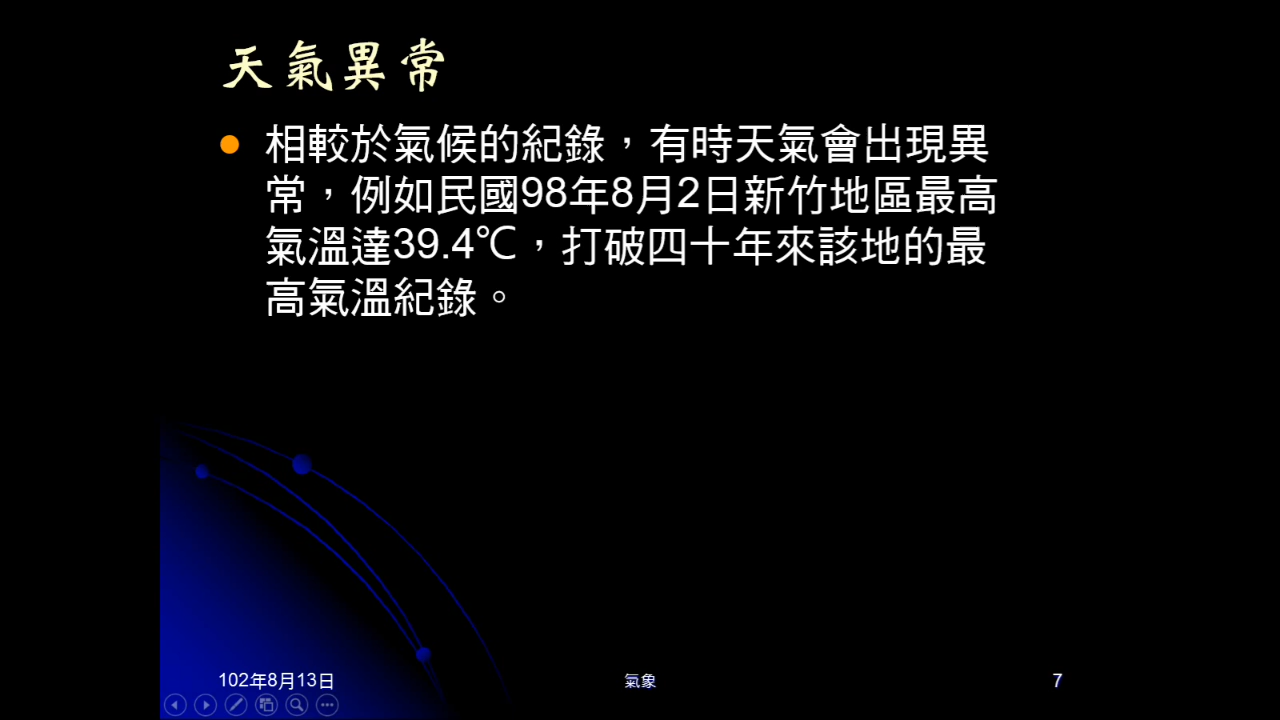 天氣異常
相較於氣候的紀錄，有時天氣會出現異
常，例如民國98年8月2日新竹地區最高
氣溫達39.4℃，打破四十年來該地的最
高氣溫紀錄。
102年8月13日
氣象
7